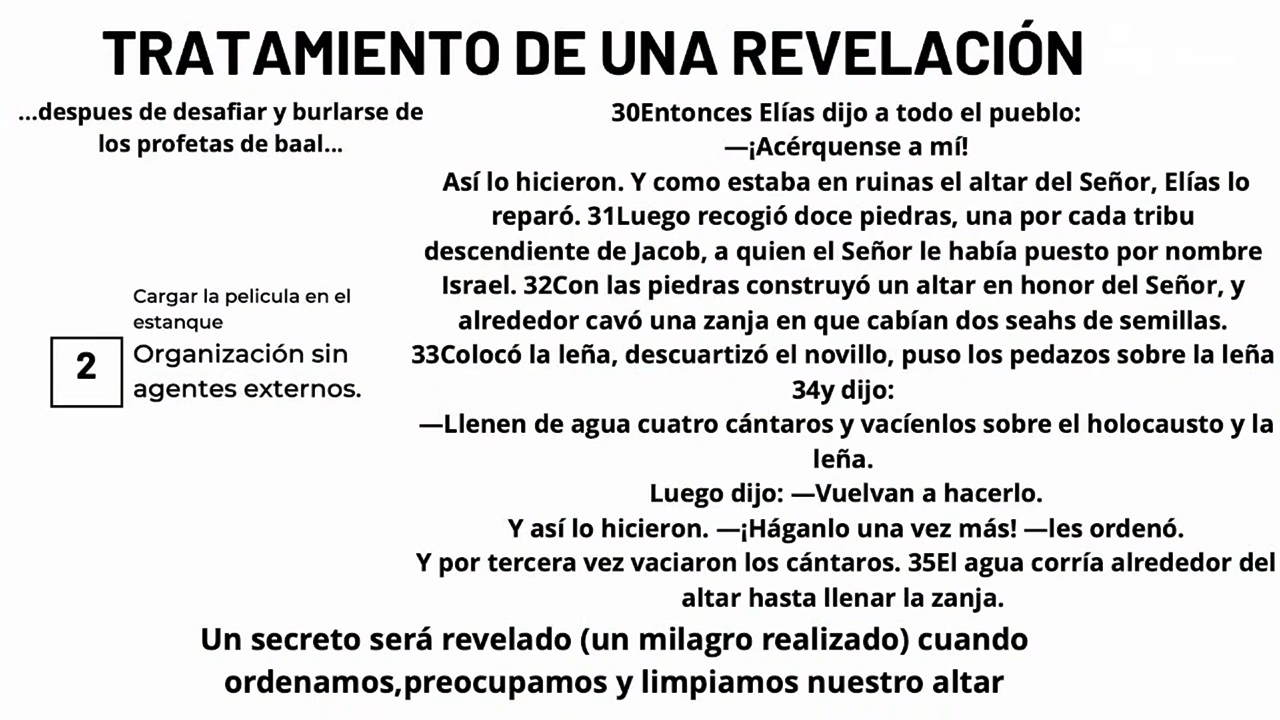 TRATAMIENTO DE UNA REVELACIÓN
...despues de desafiar y burlarse de
los profetas de baal...
Cargar la pelicula en el
estanque
2
Organización sin
agentes externos.
30Entonces Elías dijo a todo el pueblo:
—¡Acérquense a mí!
Así lo hicieron. Y como estaba en ruinas el altar del Señor, Elías lo
reparó. 31Luego recogió doce piedras, una por cada tribu
descendiente de Jacob, a quien el Señor le había puesto por nombre
Israel. 32Con las piedras construyó un altar en honor del Señor, y
alrededor cavó una zanja en que cabían dos seahs de semillas.
33Colocó la leña, descuartizó el novillo, puso los pedazos sobre la leña
34y dijo:
—Llenen de agua cuatro cántaros y vacíenlos sobre el holocausto y la
leña.
Luego dijo: —Vuelvan a hacerlo.
Y así lo hicieron. —¡Háganlo una vez más! —les ordenó.
Y por tercera vez vaciaron los cántaros. 35El agua corría alrededor del
altar hasta llenar la zanja.
Un secreto será revelado (un milagro realizado) cuando
ordenamos,preocupamos y limpiamos nuestro altar